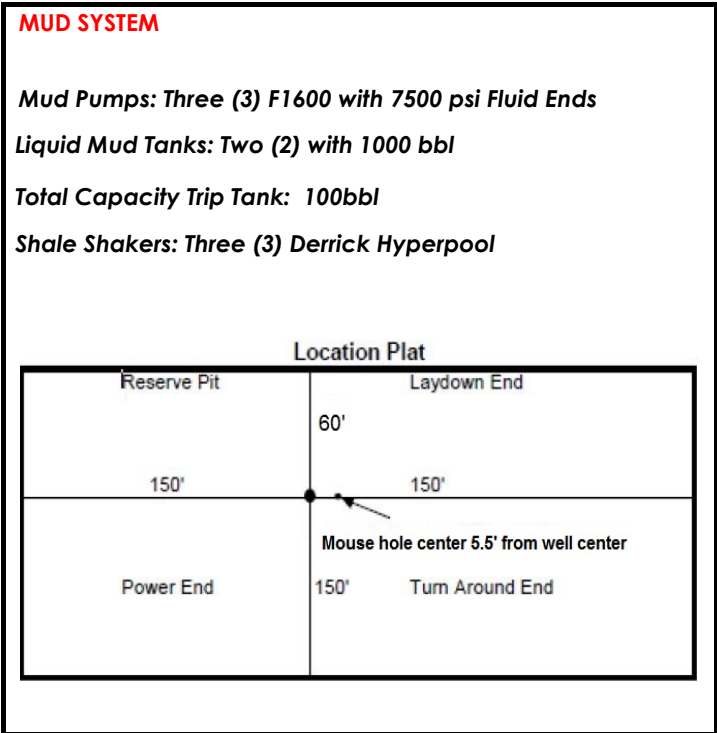 MUD SYSTEM
Mud Pumps: Three (3) F1600 with 7500 psi Fluid Ends
Liquid Mud Tanks: Two (2) with 1000 bbl
Total Capacity Trip Tank: 100bbl
Shale Shakers: Three (3) Derrick Hyperpool
Location Plat
Reserve Pit Laydown End
60'
150' 150'
Mouse hole center 5.5' from well center
Power End 150' Turn Around End